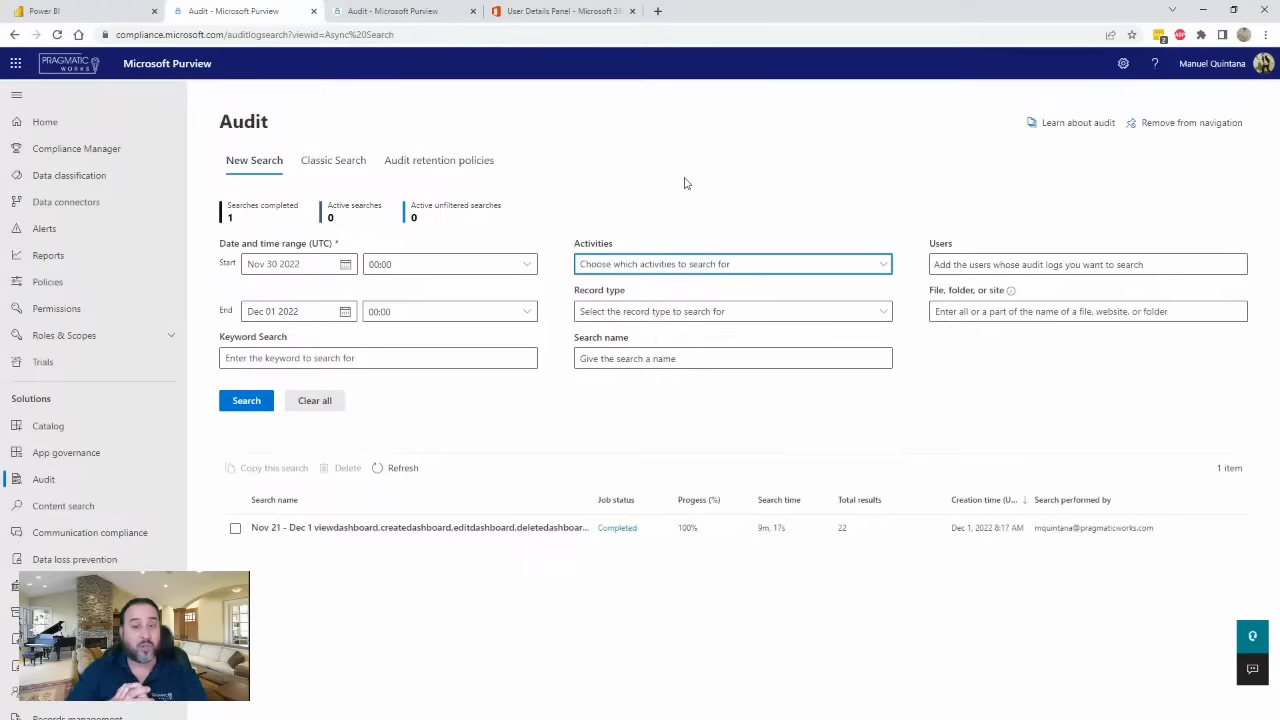 Power BI
Audit - Microsoft Purview
Audit - Microsoft Purview
User Details Panel - Microsoft 36
compliance.microsoft.com/auditlogsearch?viewid=Async%20Search
2
ABP
PRAGMATIC
WORKS
Microsoft Purview
?
Manuel Quintana
Home
Compliance Manager
Data classification
Data connectors
Alerts
Reports
Policies
Permissions
Roles & Scopes
Trials
Solutions
Catalog
App governance
Audit
Content search
Communication compliance
Data loss prevention
Records management
Audit
Learn about audit
Remove from navigation
New Search
Classic Search
Audit retention policies
Searches completed
1
Active searches
0
Active unfiltered searches
0
Date and time range (UTC) *
Start
Nov 30 2022
00:00
End
Dec 01 2022
00:00
Keyword Search
Enter the keyword to search for
Activities
Choose which activities to search for
Record type
Select the record type to search for
Search name
Give the search a name
Users
Add the users whose audit logs you want to search
File, folder, or site
Enter all or a part of the name of a file, website, or folder
Search
Clear all
Copy this search
Delete
Refresh
1 item
Search name
Job status
Progess (%)
Search time
Total results
Creation time (U... ↓
Search performed by
Nov 21 - Dec 1 viewdashboard.createdashboard.editdashboard.deletedashboar...
Completed
100%
9m, 17s
22
Dec 1, 2022 8:17 AM
mquintana@pragmaticworks.com